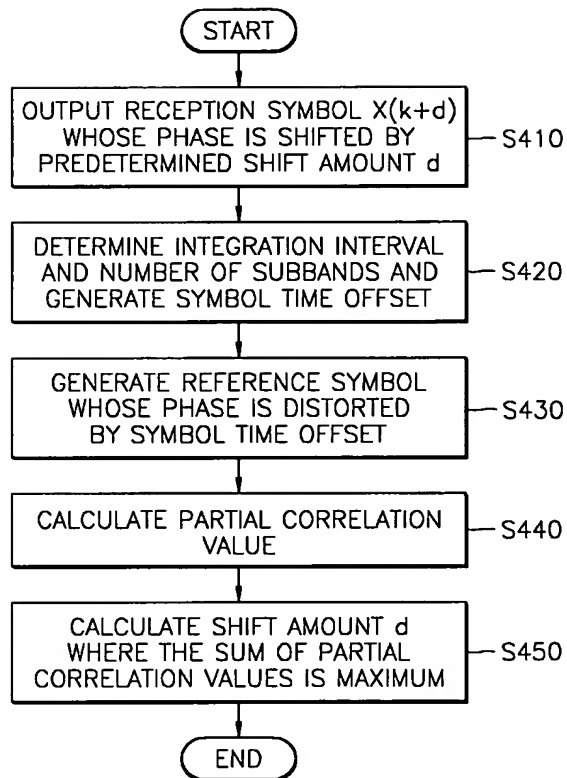 START
OUTPUT RECEPTION SYMBOL X(k+d)
WHOSE PHASE IS SHIFTED BY
PREDETERMINED SHIFT AMOUNT d
S410
DETERMINE INTEGRATION INTERVAL
AND NUMBER OF SUBBANDS AND
GENERATE SYMBOL TIME OFFSET
S420
GENERATE REFERENCE SYMBOL
WHOSE PHASE IS DISTORTED
BY SYMBOL TIME OFFSET
S430
CALCULATE PARTIAL CORRELATION
VALUE
S440
CALCULATE SHIFT AMOUNT d
WHERE THE SUM OF PARTIAL
CORRELATION VALUES IS MAXIMUM
S450
END